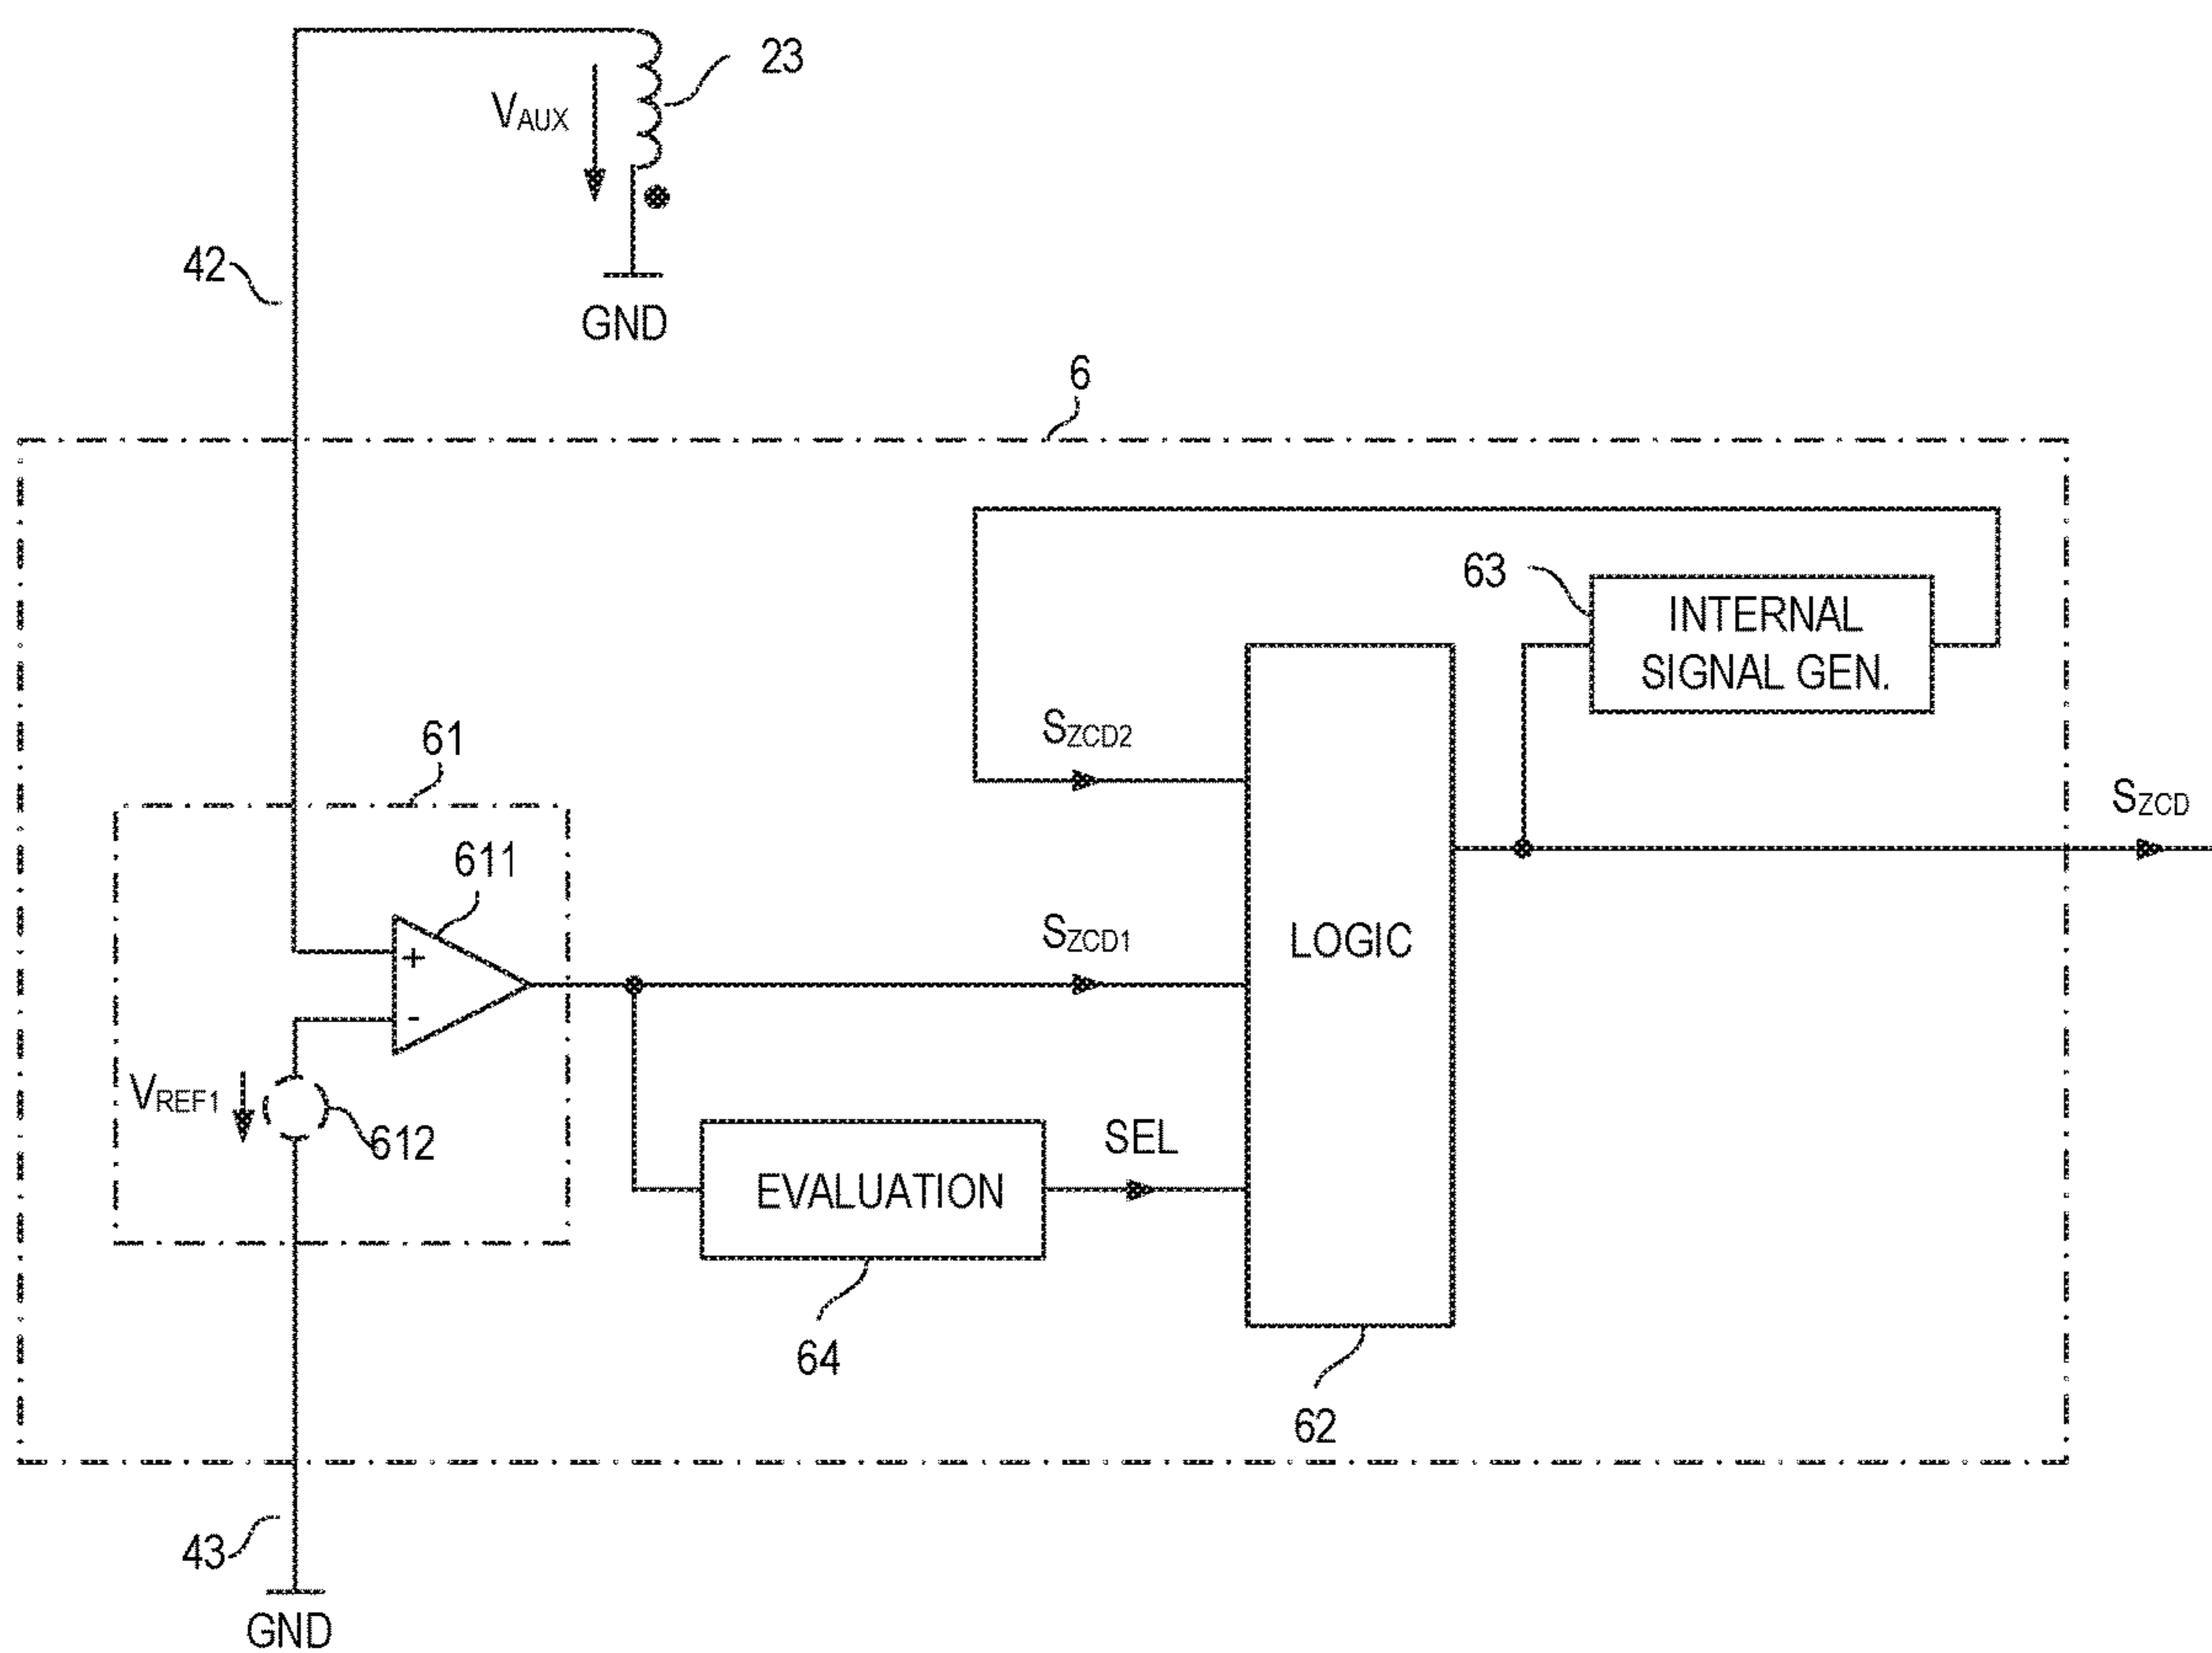 23
VAUX
42
GND
6
63
INTERNAL
SIGNAL GEN.
SZCD2
61
SZCD
611
SZCD1
LOGIC
+
-
VREF1
612
SEL
EVALUATION
64
62
43
GND